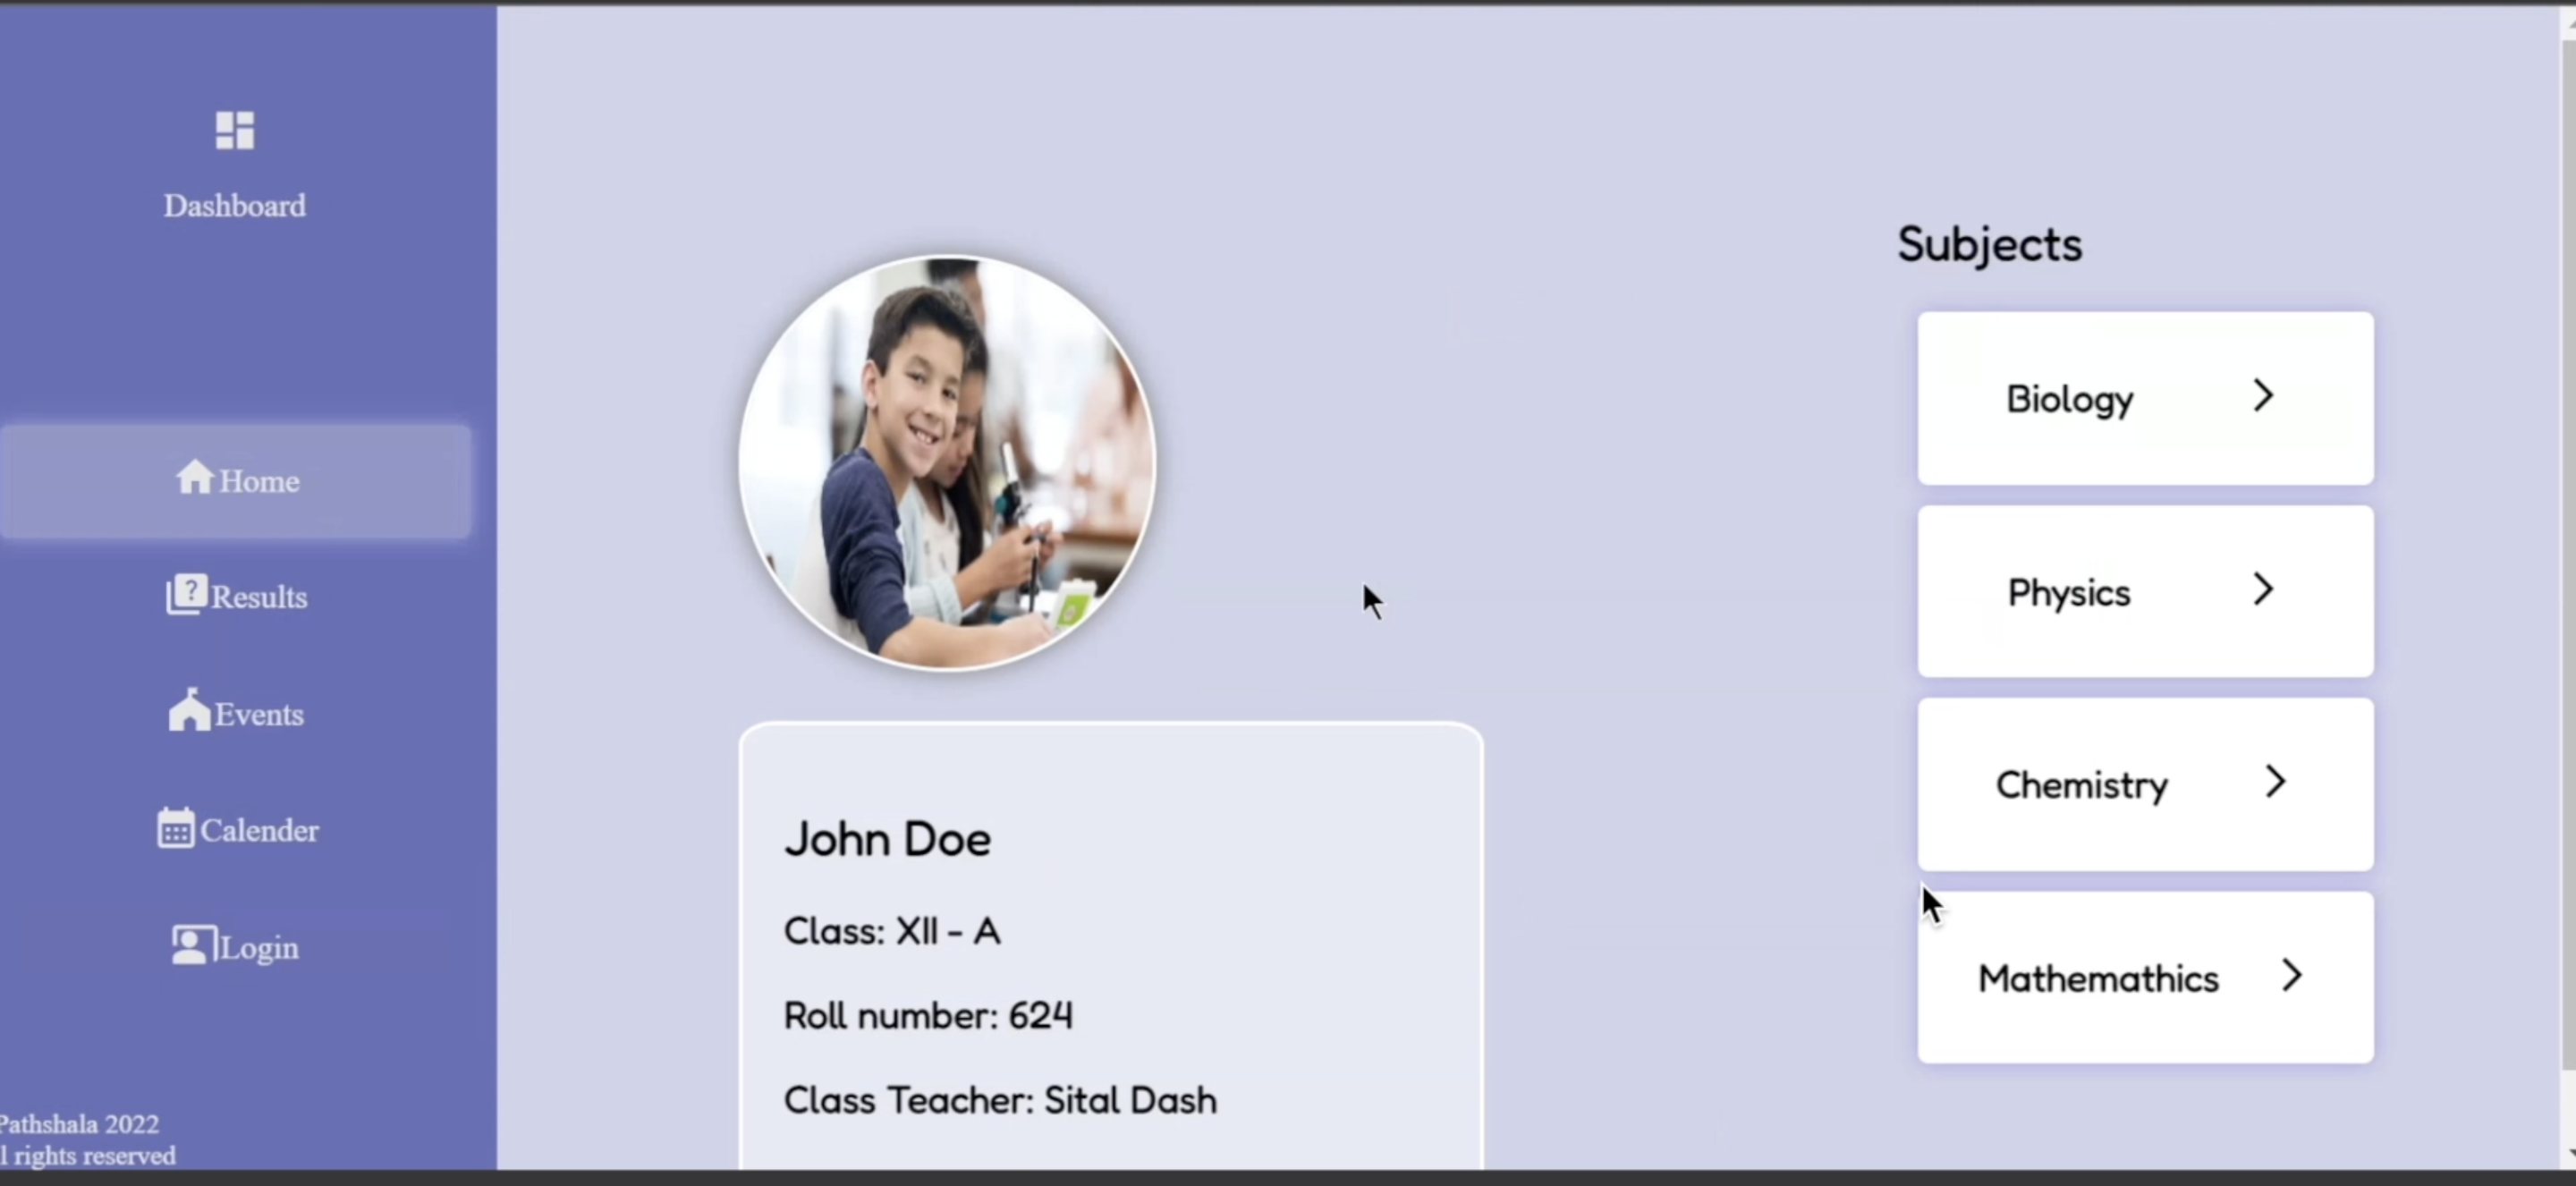 Dashboard
Home
Results
Events
Calender
Login
Pathshala 2022
rights reserved
John Doe
Class: XII - A
Roll number: 624
Class Teacher: Sital Dash
Subjects
Biology
Physics
Chemistry
Mathemathics